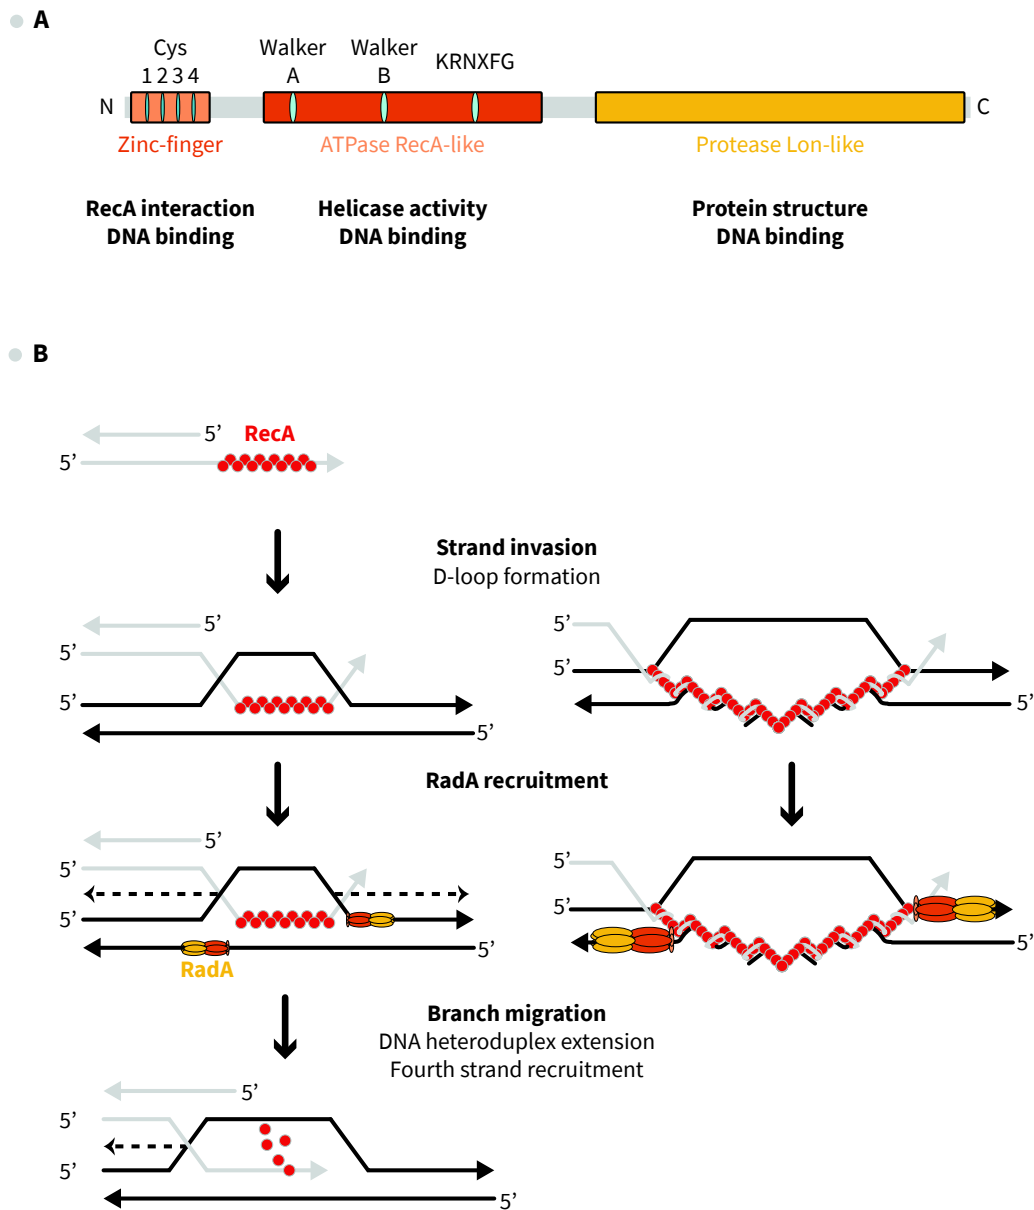 A
Cys
1 2 3 4
Walker
A
Walker
B
KRNXFG
N
C
Zinc-finger
ATPase RecA-like
Protease Lon-like
RecA interaction
DNA binding
Helicase activity
DNA binding
Protein structure
DNA binding
B
5’
RecA
5’
Strand invasion
D-loop formation
5’
5’
5’
5’
5’
5’
5’
RadA recruitment
5’
5’
5’
5’
5’
5’
5’
RadA
Branch migration
DNA heteroduplex extension
Fourth strand recruitment
5’
5’
5’
5’